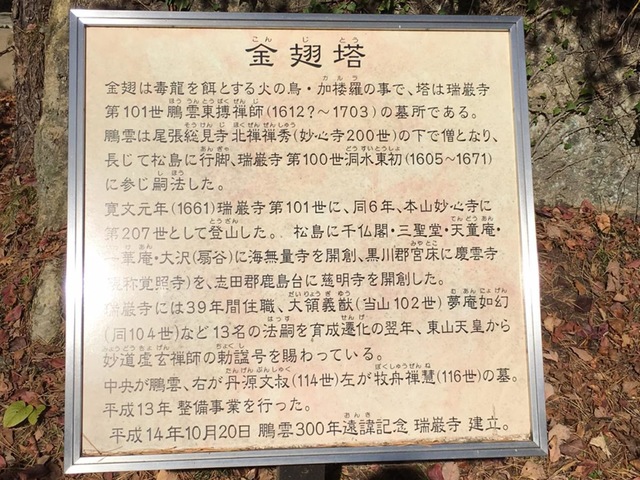 こんじとう
金翅塔
金翅は毒龍を餌とする火の鳥・加楼羅の事で、塔は瑞巌寺
第101世鵬雲東搏禅師(1612?~1703)の墓所である。
鵬雲は尾張総見寺北禅禅秀(妙心寺200世)の下で僧となり、
長じて松島に行脚、瑞巌寺第100世洞水東初(1605~1671)
に参じ嗣法した。
寛文元年(1661)瑞巌寺第101世に、同6年、本山妙心寺に
第207世として登山した。 松島に千仏閣・三聖堂・天童庵・
葉庵・大沢(扇谷)に海無量寺を開創、黒川郡宮床に慶雲寺
称覚照寺)を、志田郡鹿島台に慈明寺を開創した。
瑞巌寺には39年間住職、大領義猷(当山102世)夢庵如幻
(同104世)など13名の法嗣を育成遷化の翌年、東山天皇から
妙道虚玄禅師の勅諡号を賜わっている。
中央が鵬雲、右が丹源文叔(114世)左が牧舟禅慧(116世)の墓。
平成13年 整備事業を行った。
平成14年10月20日 鵬雲300年遠諱記念 瑞巌寺 建立。